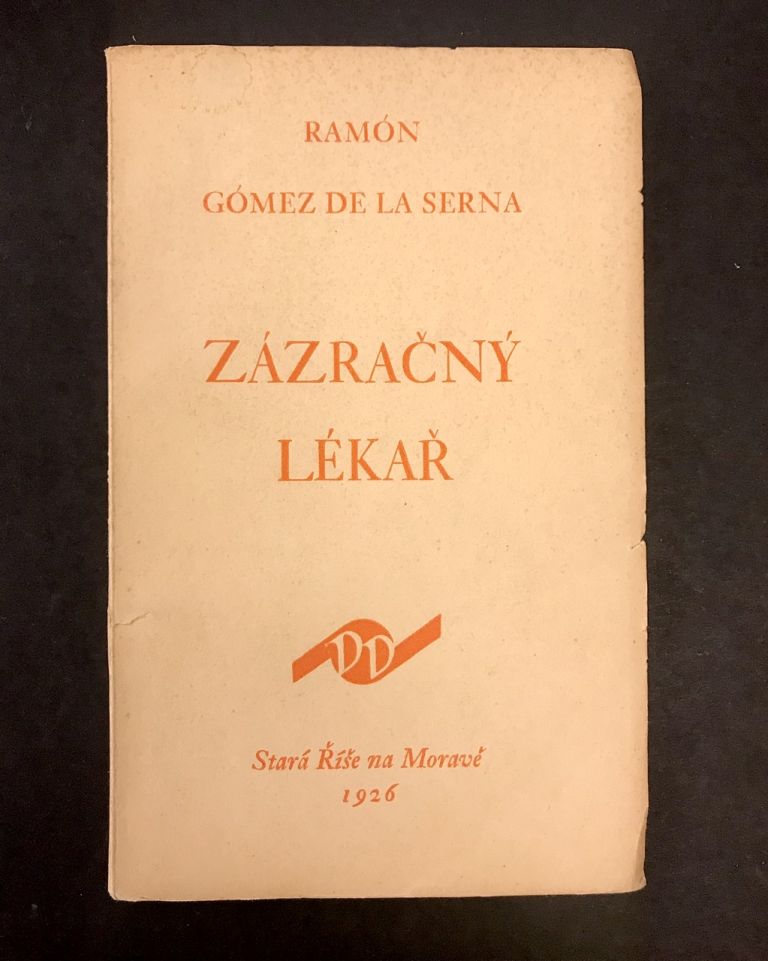 RAMÓN
GÓMEZ DE LA SERNA
ZÁZRAČNÝ
LÉKAŘ
DD
Stará Říše na Moravě
1926